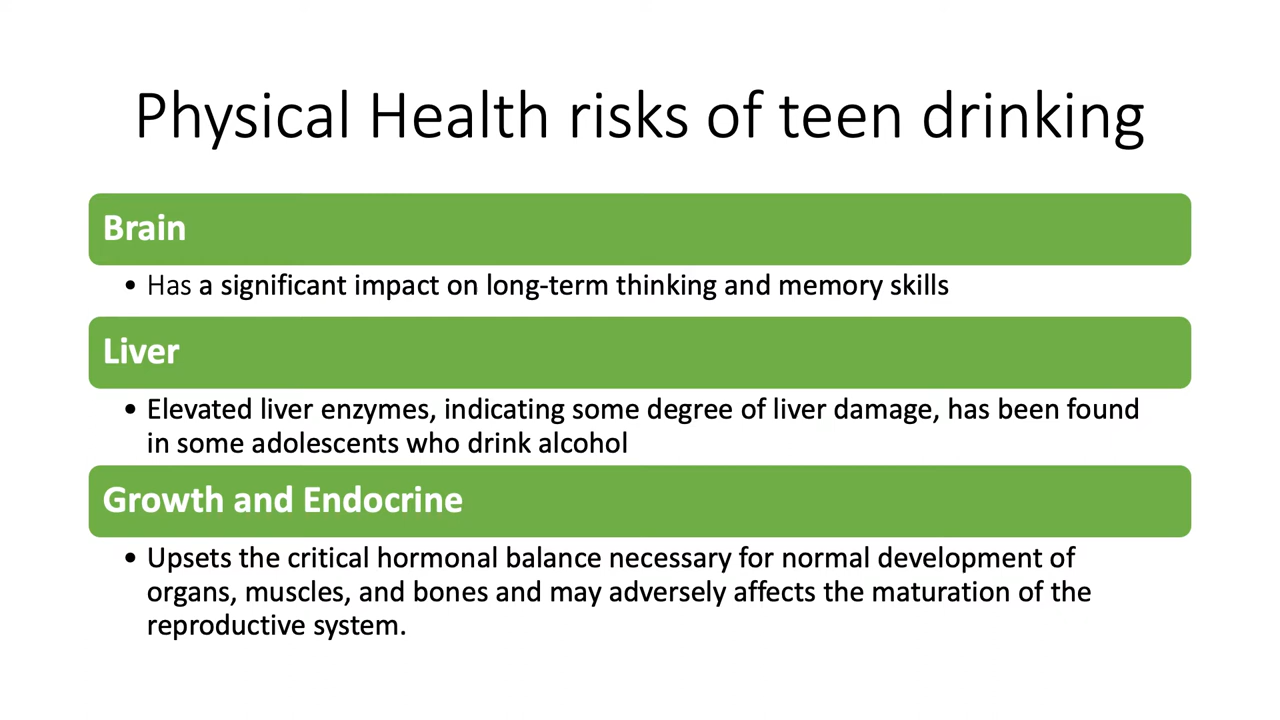 Physical Health risks of teen drinking
Brain
• Has a significant impact on long-term thinking and memory skills
Liver
• Elevated liver enzymes, indicating some degree of liver damage, has been found
in some adolescents who drink alcohol
Growth and Endocrine
• Upsets the critical hormonal balance necessary for normal development of
organs, muscles, and bones and may adversely affects the maturation of the
reproductive system.